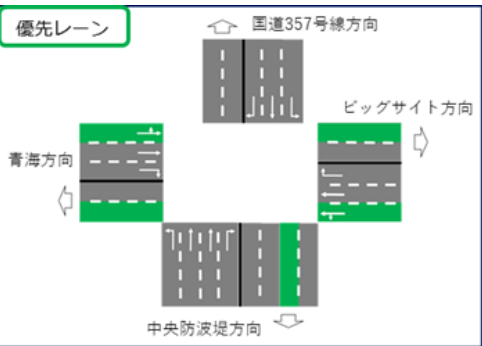 優先レーン
国道357号線方向
ビッグサイト方向
青海方向
中央防波堤方向